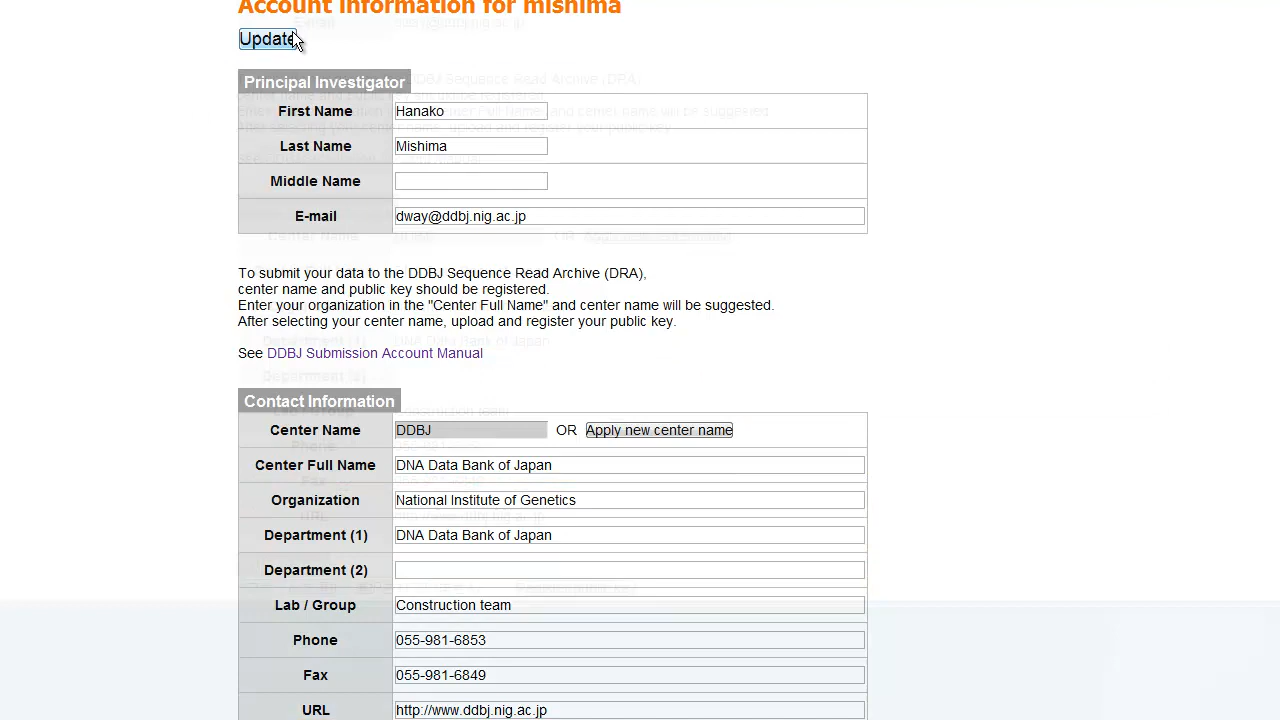 Account Information for mishima
Update
Principal Investigator
First Name Hanako
Last Name Mishima
Middle Name
E-mail dway@ddbj.nig.ac.jp
To submit your data to the DDBJ Sequence Read Archive (DRA),
center name and public key should be registered.
Enter your organization in the "Center Full Name" and center name will be suggested.
After selecting your center name, upload and register your public key.
See DDBJ Submission Account Manual
Contact Information
Center Name DDBJ OR Apply new center name
Center Full Name DNA Data Bank of Japan
Organization National Institute of Genetics
Department (1) DNA Data Bank of Japan
Department (2)
Lab / Group Construction team
Phone 055-981-6853
Fax 055-981-6849
URL http://www.ddbj.nig.ac.jp